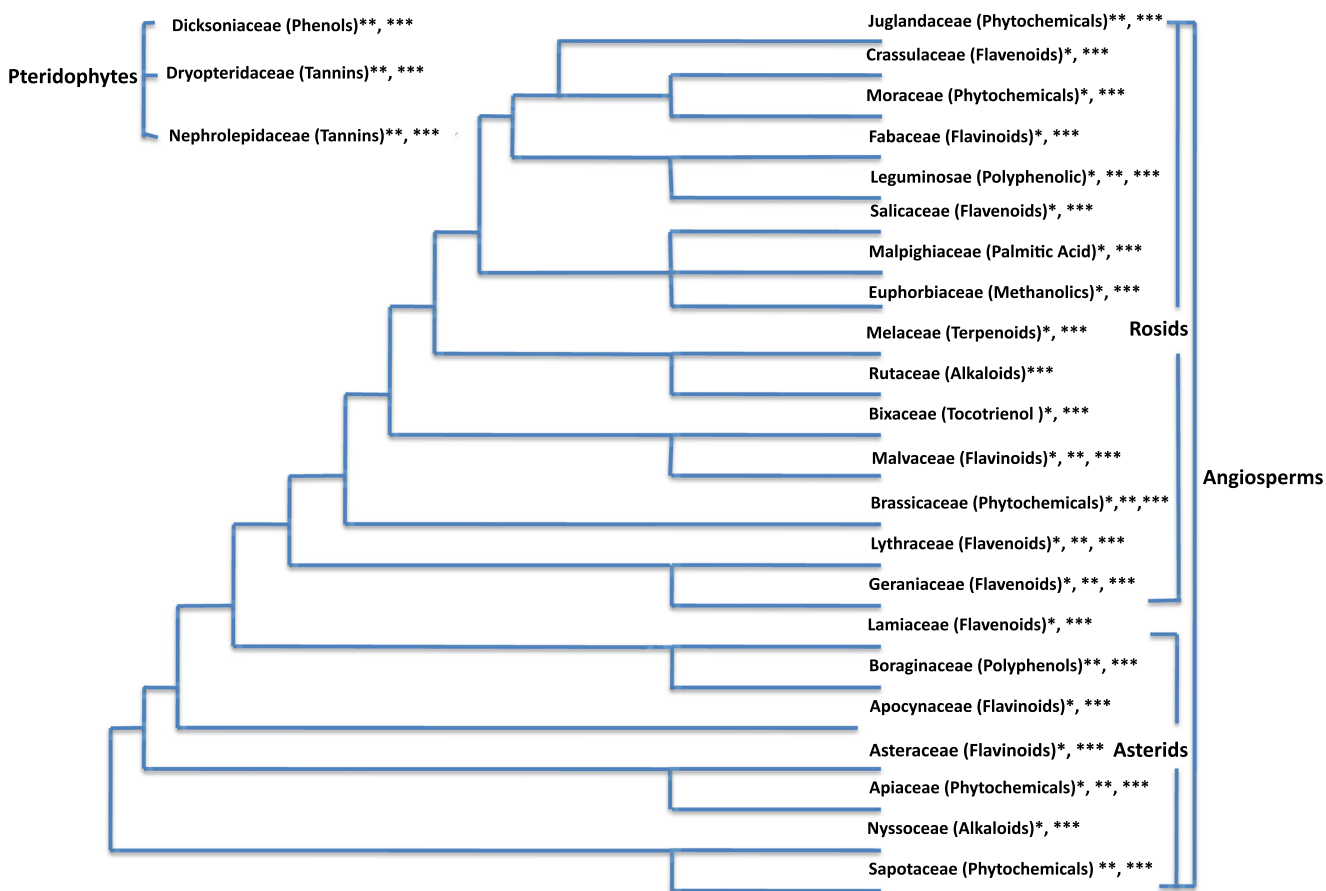 Pteridophytes
Dicksoniaceae (Phenols)**, ***
Dryopteridaceae (Tannins)**, ***
Nephrolepidaceae (Tannins)**, ***
Juglandaceae (Phytochemicals)**, ***
Crassulaceae (Flavenoids)*, ***
Moraceae (Phytochemicals)*, ***
Fabaceae (Flavinoids)*, ***
Leguminosae (Polyphenolic)*, **, ***
Salicaceae (Flavenoids)*, ***
Malpighiaceae (Palmitic Acid)*, ***
Euphorbiaceae (Methanolics)*, ***
Melaceae (Terpenoids)*, ***
Rutaceae (Alkaloids)***
Bixaceae (Tocotrienol )*, ***
Malvaceae (Flavinoids)*, **, ***
Brassicaceae (Phytochemicals)*,**,***
Lythraceae (Flavenoids)*, **, ***
Geraniaceae (Flavenoids)*, **, ***
Lamiaceae (Flavenoids)*, ***
Boraginaceae (Polyphenols)**, ***
Apocynaceae (Flavinoids)*, ***
Asteraceae (Flavinoids)*, ***
Apiaceae (Phytochemicals)*, **, ***
Nyssoceae (Alkaloids)*, ***
Sapotaceae (Phytochemicals) **, ***
Rosids
Asterids
Angiosperms